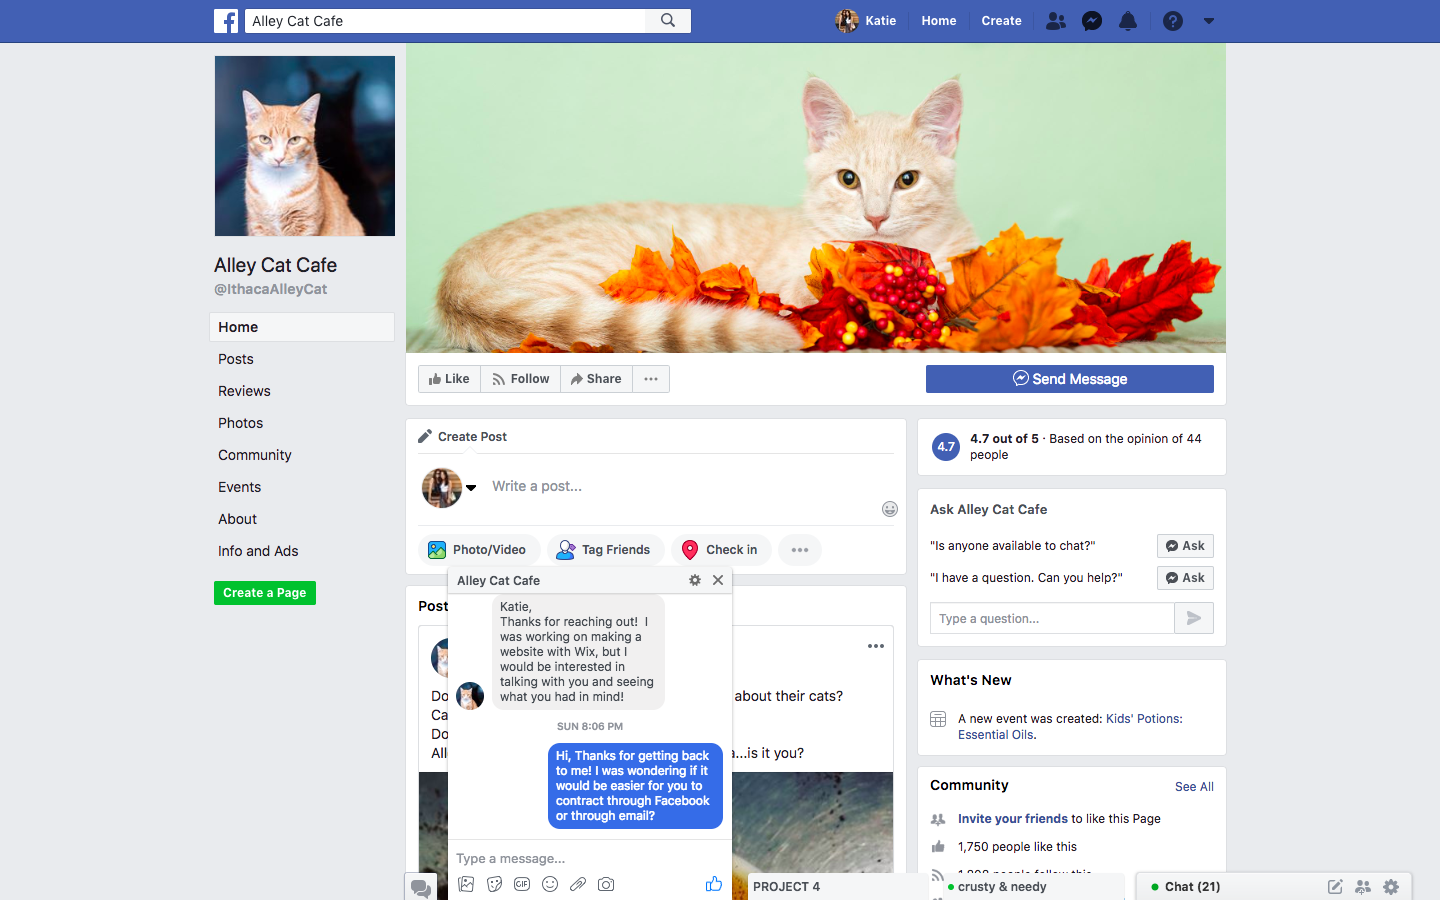 Alley Cat Cafe
Katie
Home
Create
Alley Cat Cafe
@IthacaAlleyCat
Home
Posts
Reviews
Photos
Community
Events
About
Info and Ads
Create a Page
Like
Follow
Share
Send Message
Create Post
Write a post...
Photo/Video
Tag Friends
Check in
4.7
4.7 out of 5 · Based on the opinion of 44
people
Ask Alley Cat Cafe
"Is anyone available to chat?"
Ask
"I have a question. Can you help?"
Ask
Type a question...
What's New
A new event was created: Kids' Potions:
Essential Oils.
Community
See All
Invite your friends to like this Page
1,750 people like this
Post
Do
about their cats?
Ca
Do
All
a...is it you?
Alley Cat Cafe
Katie,
Thanks for reaching out! I
was working on making a
website with Wix, but I
would be interested in
talking with you and seeing
what you had in mind!
SUN 8:06 PM
Hi, Thanks for getting back
to me! I was wondering if it
would be easier for you to
contract through Facebook
or through email?
Type a message...
GIF
PROJECT 4
crusty & needy
Chat (21)